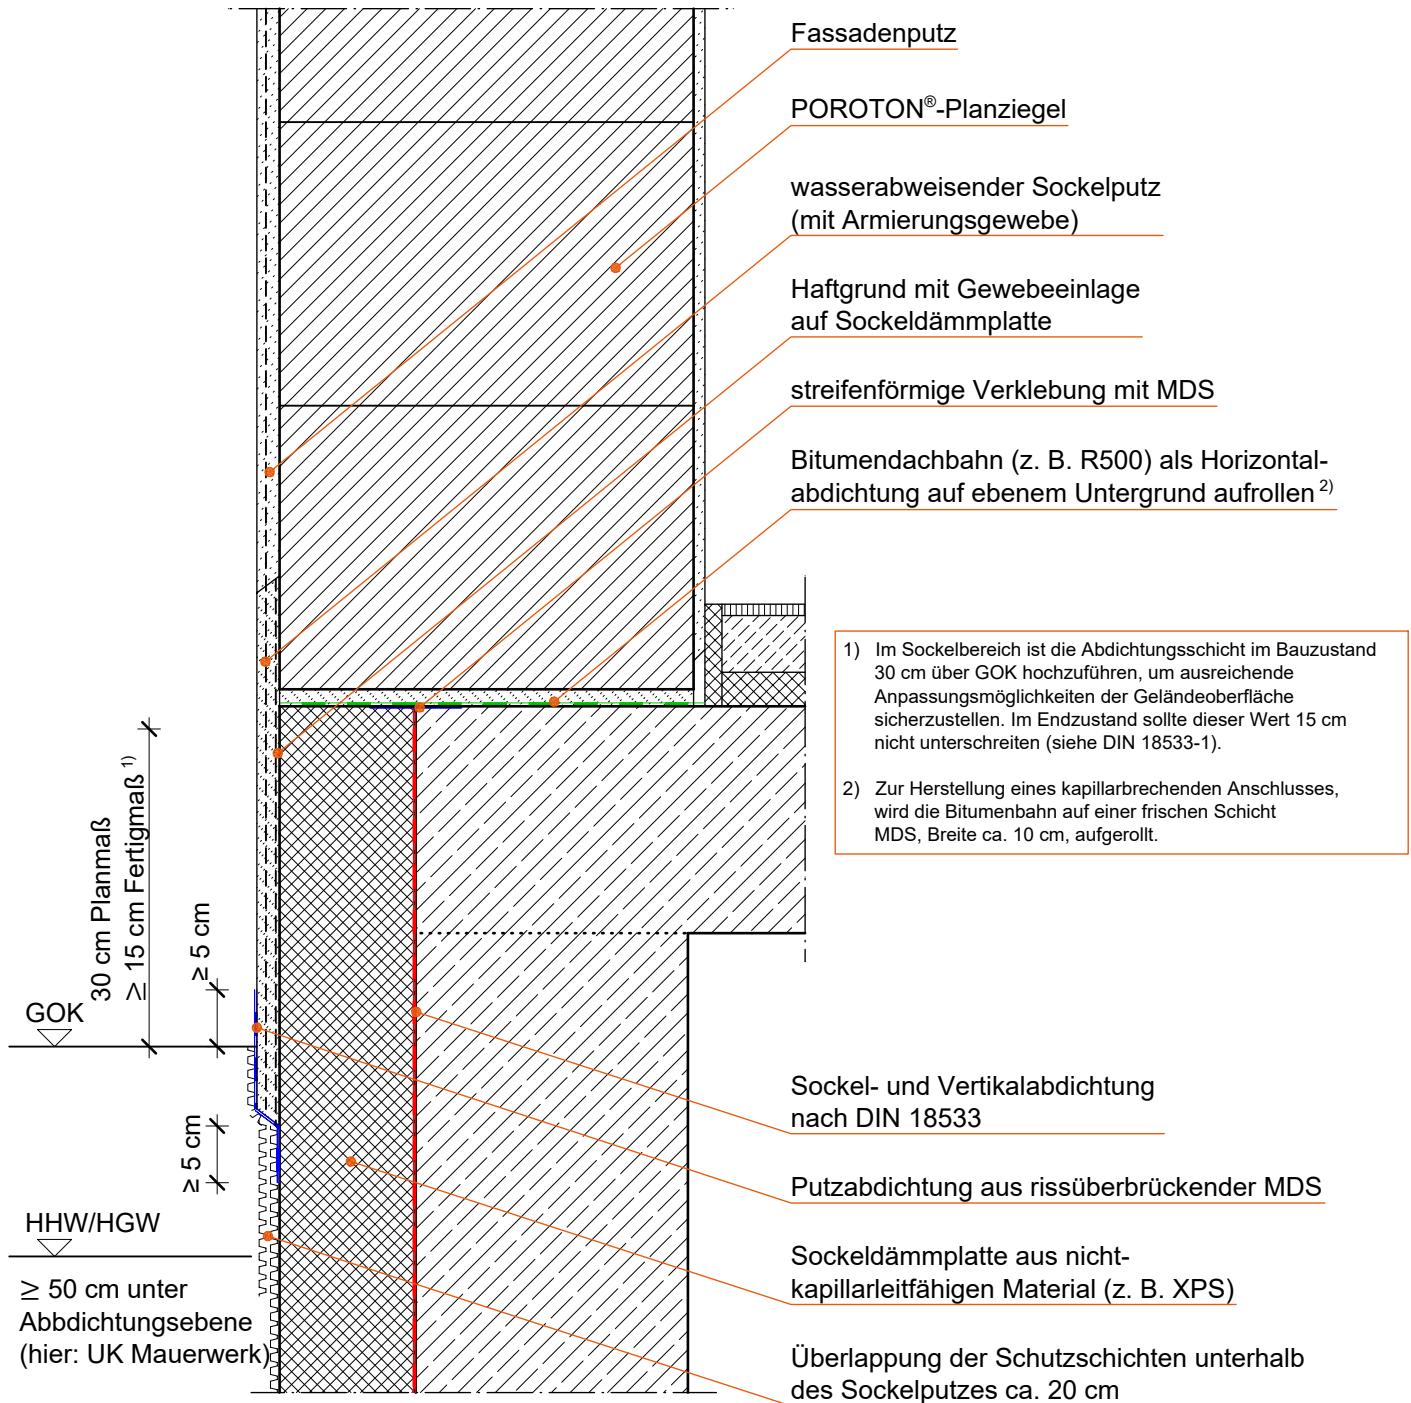 Fassadenputz
POROTON®-Planziegel
wasserabweisender Sockelputz
(mit Armierungsgewebe)
Haftgrund mit Gewebeeinlage
auf Sockeldämmplatte
streifenförmige Verklebung mit MDS
Bitumendachbahn (z. B. R500) als Horizontal-
abdichtung auf ebenem Untergrund aufrollen 2)
1) Im Sockelbereich ist die Abdichtungsschicht im Bauzustand
30 cm über GOK hochzuführen, um ausreichende
Anpassungsmöglichkeiten der Geländeoberfläche
sicherzustellen. Im Endzustand sollte dieser Wert 15 cm
nicht unterschreiten (siehe DIN 18533-1).
2) Zur Herstellung eines kapillarbrechenden Anschlusses,
wird die Bitumenbahn auf einer frischen Schicht
MDS, Breite ca. 10 cm, aufgerollt.
30 cm Planmaß
≥ 15 cm Fertigmaß 1)
≥ 5 cm
GOK
≥ 5 cm
HHW/HGW
≥ 50 cm unter
Abbdichtungsebene
(hier: UK Mauerwerk)
Sockel- und Vertikalabdichtung
nach DIN 18533
Putzabdichtung aus rissüberbrückender MDS
Sockeldämmplatte aus nicht-
kapillarleitfähigen Material (z. B. XPS)
Überlappung der Schutzschichten unterhalb
des Sockelputzes ca. 20 cm